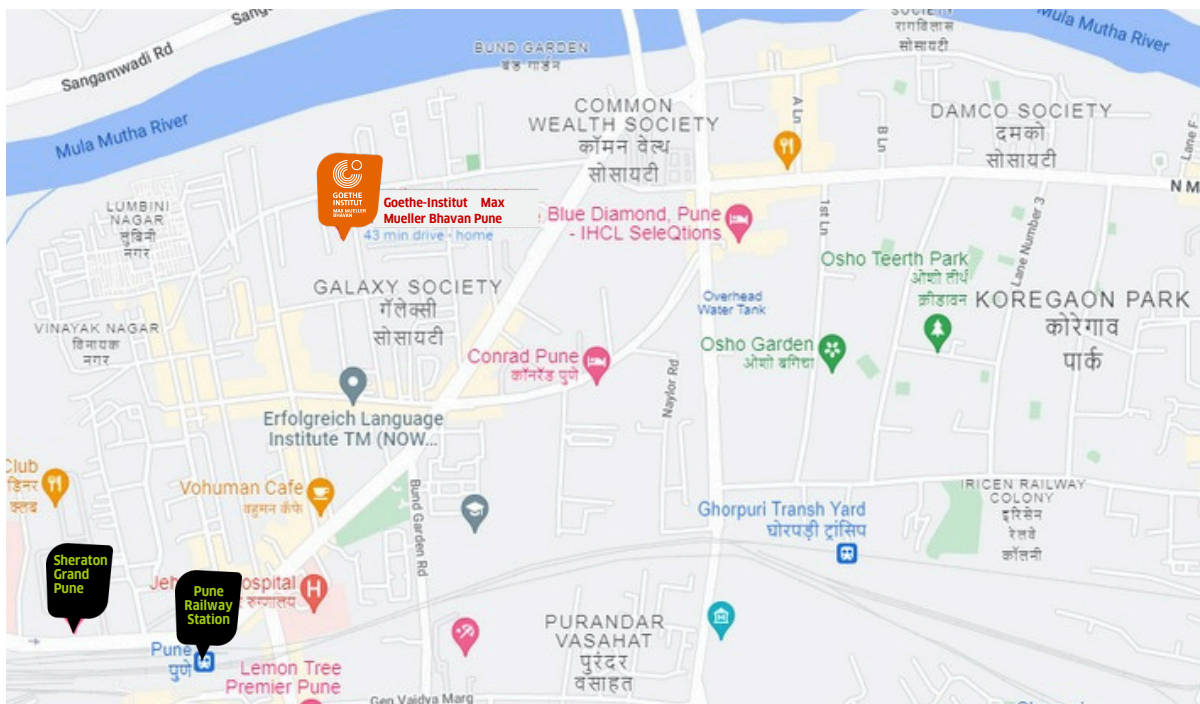 Sangamwadi Rd
Mula Mutha River
BUND GARDEN
बंड गार्डन
SOCIETY
रागविलास
सोसायटी
Mula Mutha River
COMMON
WEALTH SOCIETY
कॉमन वेल्थ
सोसायटी
A Ln
B Ln
DAMCO SOCIETY
दमको
सोसायटी
Lane F
NM
GOETHE
INSTITUT
MAX MUELLER
BHAVAN
Goethe-Institut Max
Mueller Bhavan Pune
43 min drive - home
LUMBINI
NAGAR
लुंबिनी
नगर
Blue Diamond, Pune
- IHCL SeleQtions
1st Ln
Lane Number 3
Osho Teerth Park
ओशो तीर्थ
क्रीडावन
KOREGAON PARK
कोरेगाव
पार्क
GALAXY SOCIETY
गॅलेक्सी
सोसायटी
Overhead
Water Tank
VINAYAK NAGAR
विनायक
नगर
Conrad Pune
कॉनरॅड पुणे
Osho Garden
ओशो बगिचा
Naylor Rd
Erfolgreich Language
Institute TM (NOW...
Club
डिनर
क्लब
Vohuman Cafe
वहुमन कॅफे
Bund Garden Rd
Ghorpuri Transh Yard
घोरपड़ी ट्रांसिप
IRICEN RAILWAY
COLONY
इरिसेन
रेलवे
कॉलनी
Sheraton
Grand
Pune
Pune
Railway
Station
Jeh
ospital
रुग्णालय
H
Pune
पुणे
Lemon Tree
Premier Pune
PURANDAR
VASAHAT
पुरंदर
वसाहत
Gen Vaidya Marg